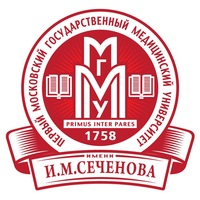 ПЕРВЫЙ МОСКОВСКИЙ ГОСУДАРСТВЕННЫЙ МЕДИЦИНСКИЙ УНИВЕРСИТЕТ
МГМУ
PRIMUS INTER PARES
1758
ИМЕНИ
И.М.СЕЧЕНОВА